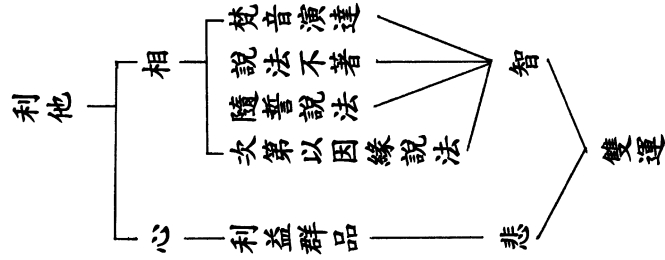 利他
相
梵音演達
說法不著
隨誓說法
次第以因緣說法
智
心
利益群品
悲
雙運